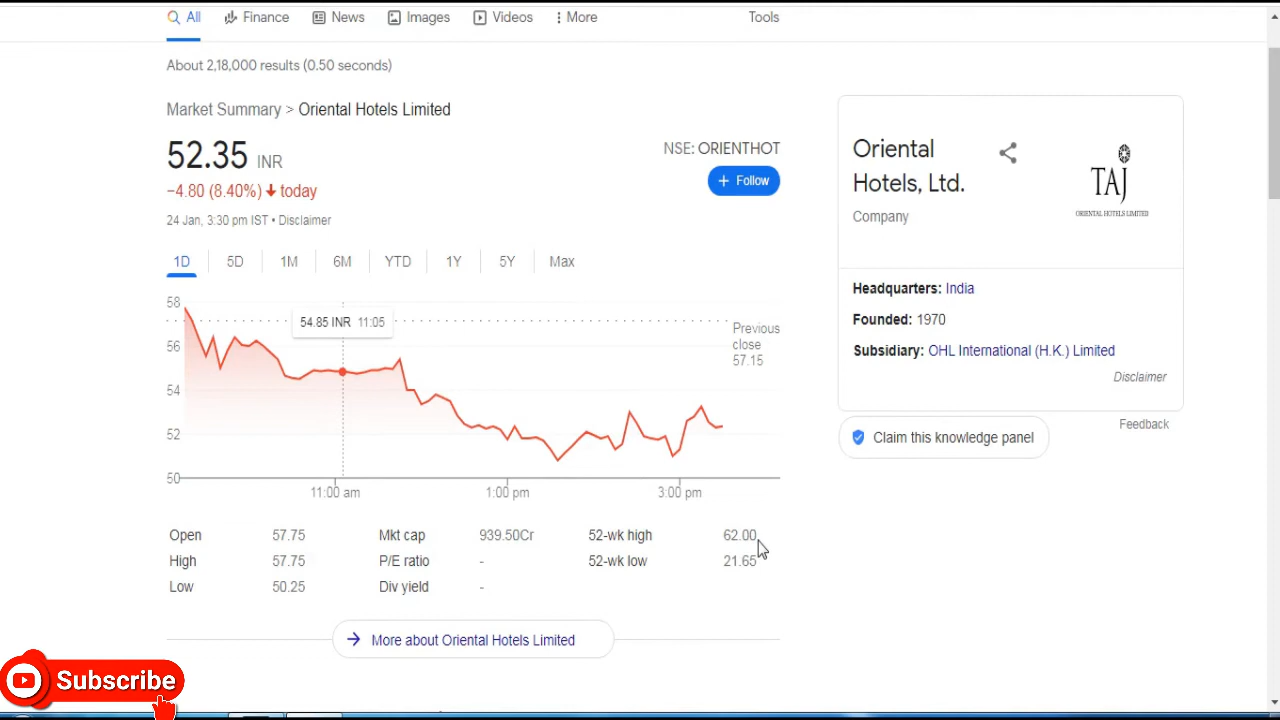 All Finance News Images Videos More Tools
About 2,18,000 results (0.50 seconds)
Market Summary > Oriental Hotels Limited
52.35 INR
−4.80 (8.40%) today
24 Jan, 3:30 pm IST • Disclaimer
NSE: ORIENTHOT
+ Follow
1D 5D 1M 6M YTD 1Y 5Y Max
58
56
54
52
50
54.85 INR 11:05
Previous
close
57.15
11:00 am 1:00 pm 3:00 pm
Open 57.75 Mkt cap 939.50Cr 52-wk high 62.00
High 57.75 P/E ratio - 52-wk low 21.65
Low 50.25 Div yield -
More about Oriental Hotels Limited
Oriental
Hotels, Ltd.
Company
TAJ
ORIENTAL HOTELS LIMITED
Headquarters: India
Founded: 1970
Subsidiary: OHL International (H.K.) Limited
Disclaimer
Feedback
Claim this knowledge panel
Subscribe